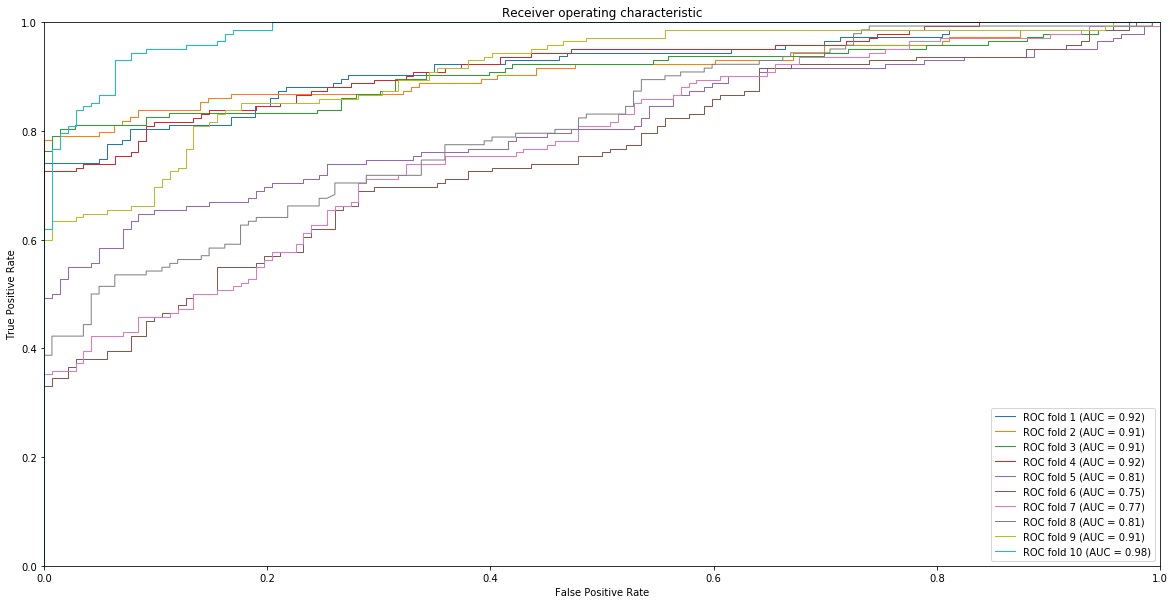 Receiver operating characteristic
1.0
0.8
0.6
0.4
0.2
0.0
True Positive Rate
ROC fold 1 (AUC = 0.92)
ROC fold 2 (AUC = 0.91)
ROC fold 3 (AUC = 0.91)
ROC fold 4 (AUC = 0.92)
ROC fold 5 (AUC = 0.81)
ROC fold 6 (AUC = 0.75)
ROC fold 7 (AUC = 0.77)
ROC fold 8 (AUC = 0.81)
ROC fold 9 (AUC = 0.91)
ROC fold 10 (AUC = 0.98)
0.0 0.2 0.4 0.6 0.8 1.0
False Positive Rate